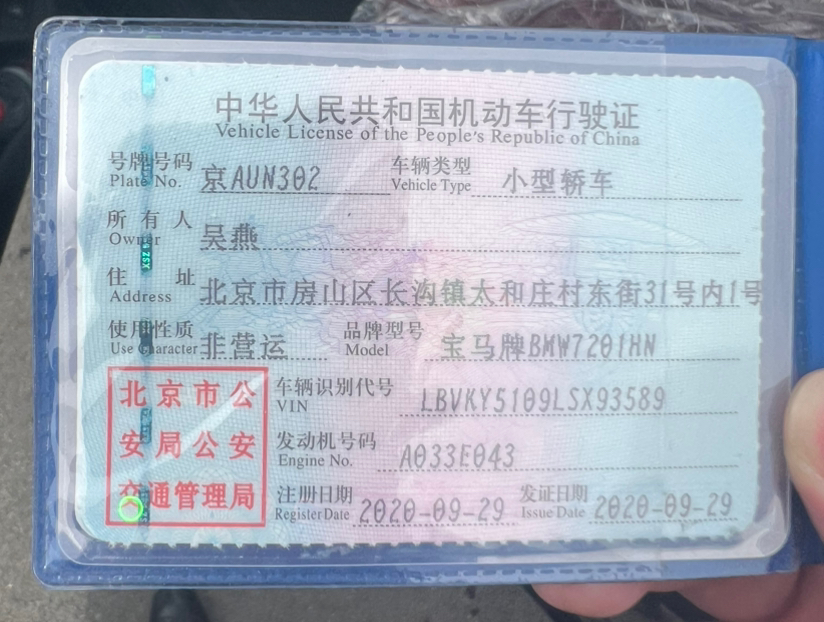 中华人民共和国机动车行驶证
Vehicle License of the People's Republic of China
号牌号码 京AUN302 车辆类型 小型轿车
Plate No. Vehicle Type
所有人 吴燕
Owner
住址 北京市房山区长沟镇太和庄村东街31号内1号
Address
使用性质 非营运 品牌型号 宝马牌BMW7201HN
Use Character Model
北京市公 车辆识别代号 LBVKY5109LSX93589
VIN
安局公安 发动机号码 A033E043
Engine No.
交通管理局 注册日期 2020-09-29 发证日期 2020-09-29
Register Date Issue Date